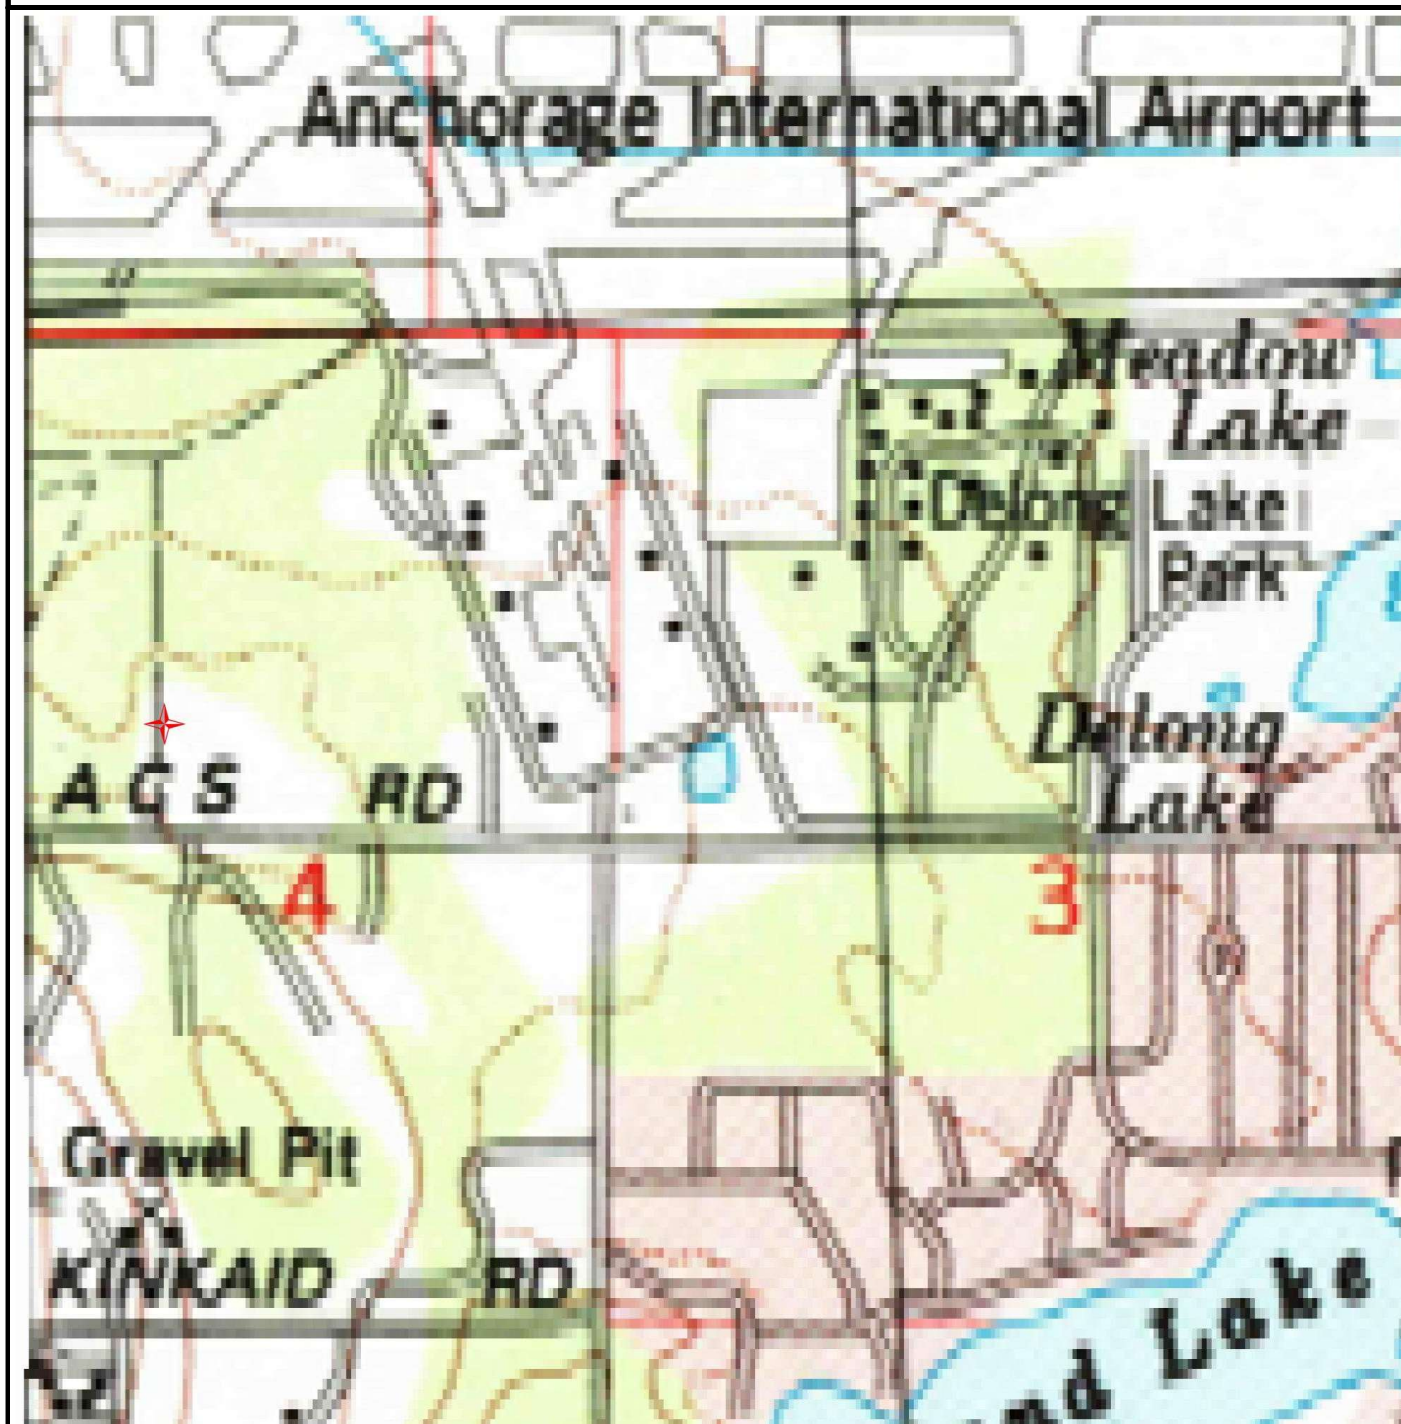 Anchorage International Airport
Meadow
Lake
Delong Lake
Park
Delong
Lake
A C S RD
4
3
Gravel Pit
KINKAID RD
Lake